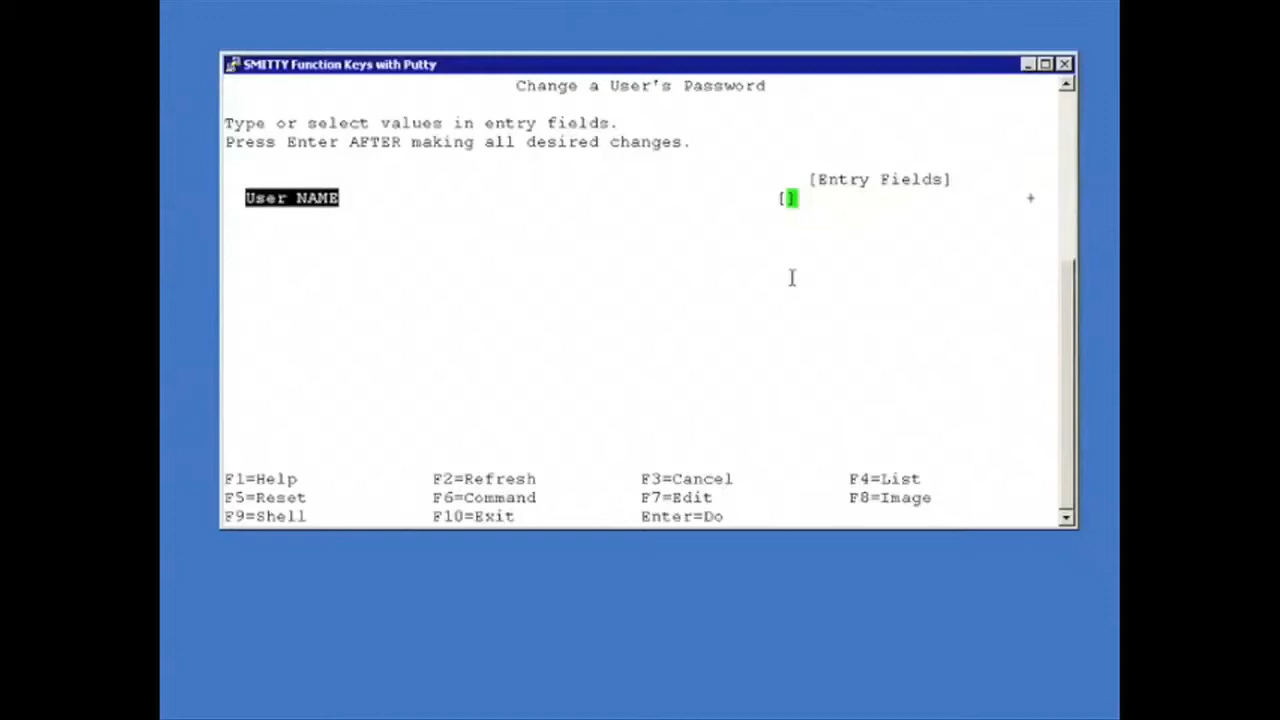 SMITTY Function Keys with Putty
Change a User's Password
Type or select values in entry fields.
Press Enter AFTER making all desired changes.
[Entry Fields]
User NAME [] +
F1=Help F2=Refresh F3=Cancel F4=List
F5=Reset F6=Command F7=Edit F8=Image
F9=Shell F10=Exit Enter=Do